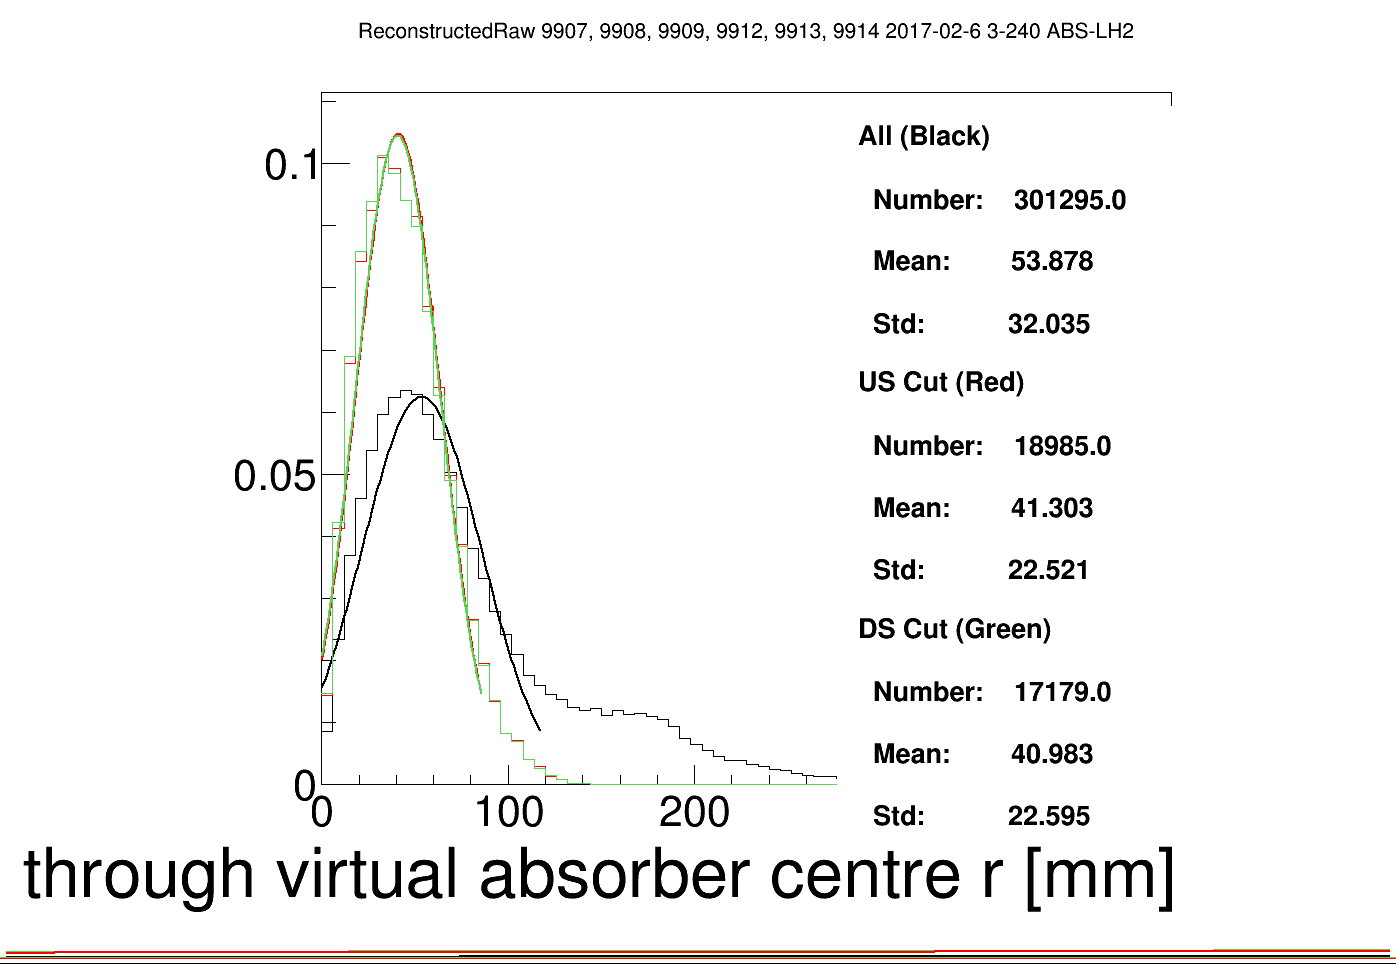 ReconstructedRaw 9907, 9908, 9909, 9912, 9913, 9914 2017-02-6 3-240 ABS-LH2
All (Black)
Number: 301295.0
Mean: 53.878
Std: 32.035
US Cut (Red)
Number: 18985.0
Mean: 41.303
Std: 22.521
DS Cut (Green)
Number: 17179.0
Mean: 40.983
Std: 22.595
0.1
0.05
0
0 100 200
through virtual absorber centre r [mm]